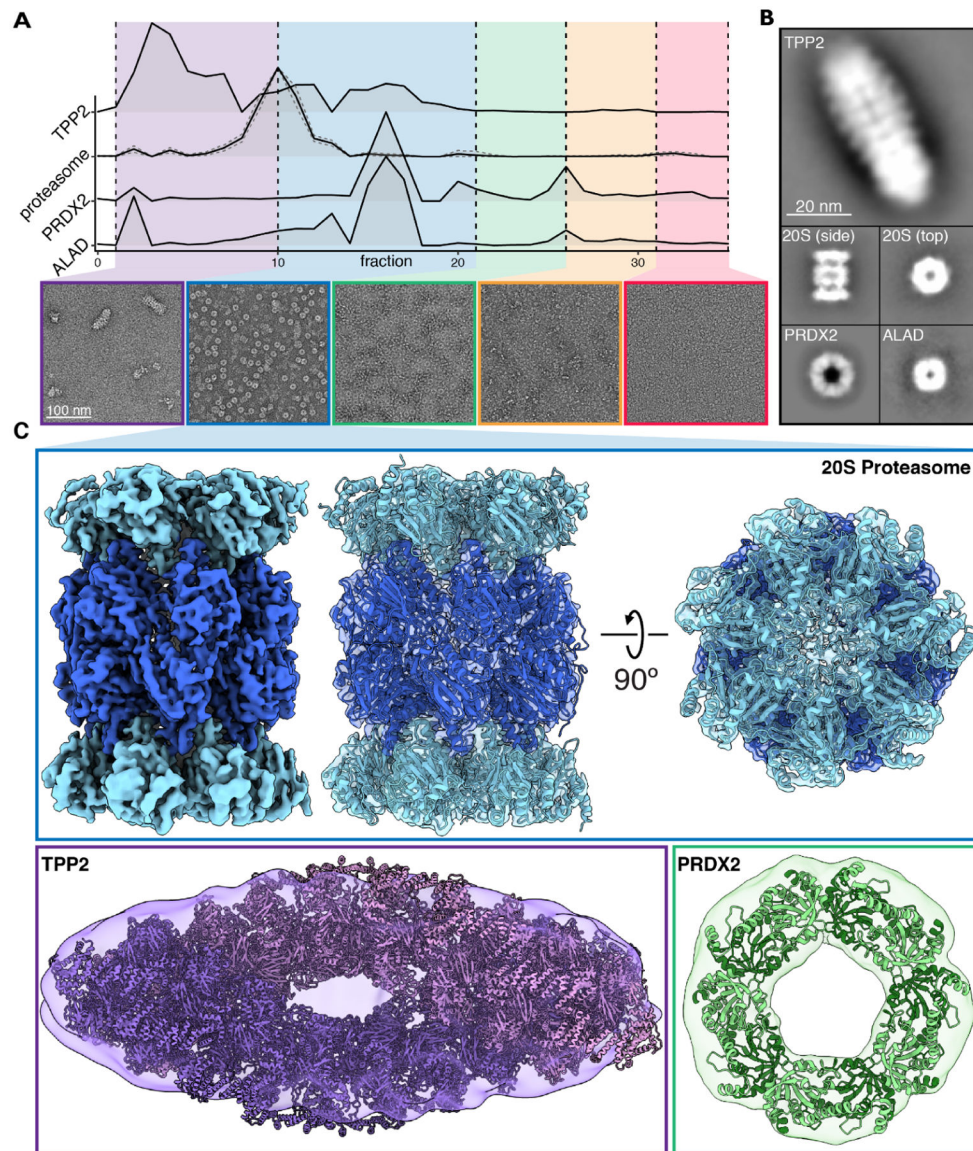 A
TPP2
proteasome
PRDX2
ALAD
0
10
fraction
20
30
100 nm
B
TPP2
20 nm
20S (side)
20S (top)
PRDX2
ALAD
C
20S Proteasome
90º
TPP2
PRDX2